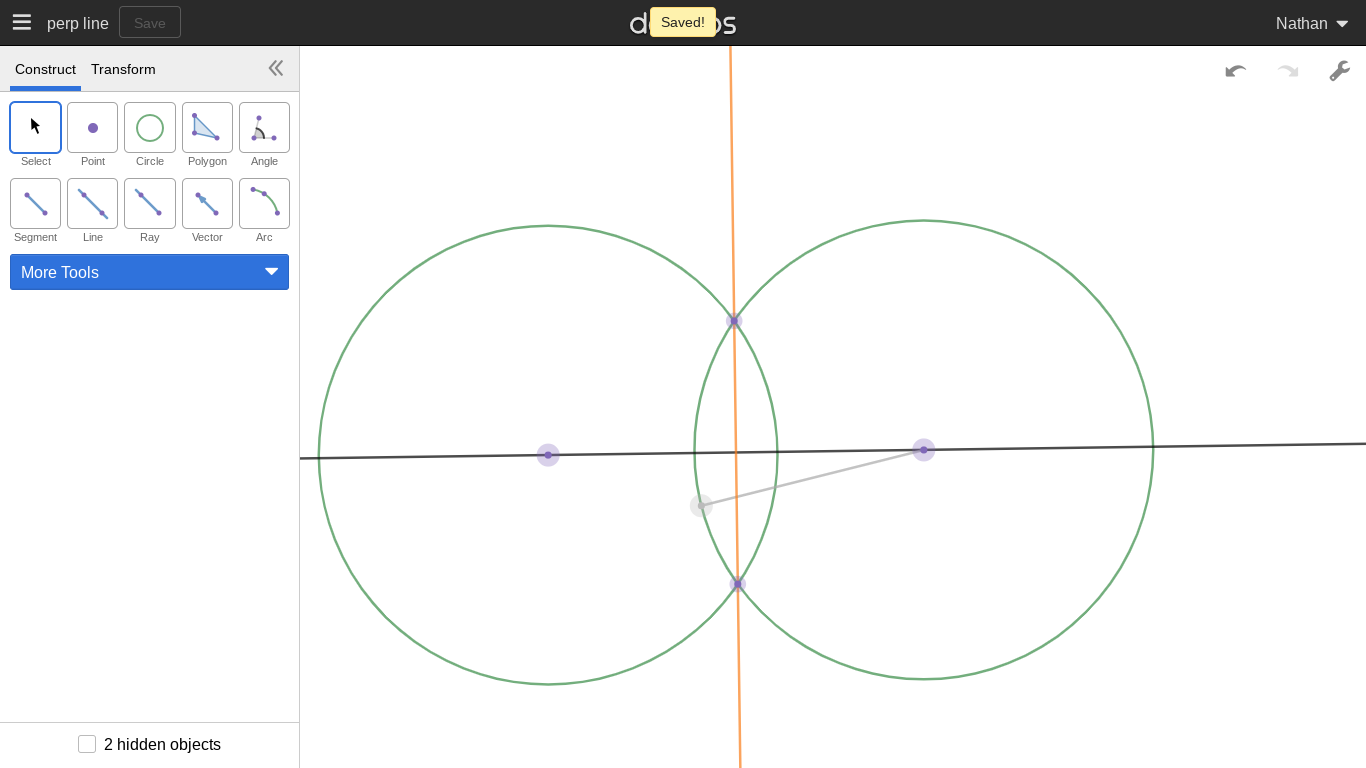 perp line
Save
Saved!
Nathan
Construct
Transform
Select
Point
Circle
Polygon
Angle
Segment
Line
Ray
Vector
Arc
More Tools
2 hidden objects